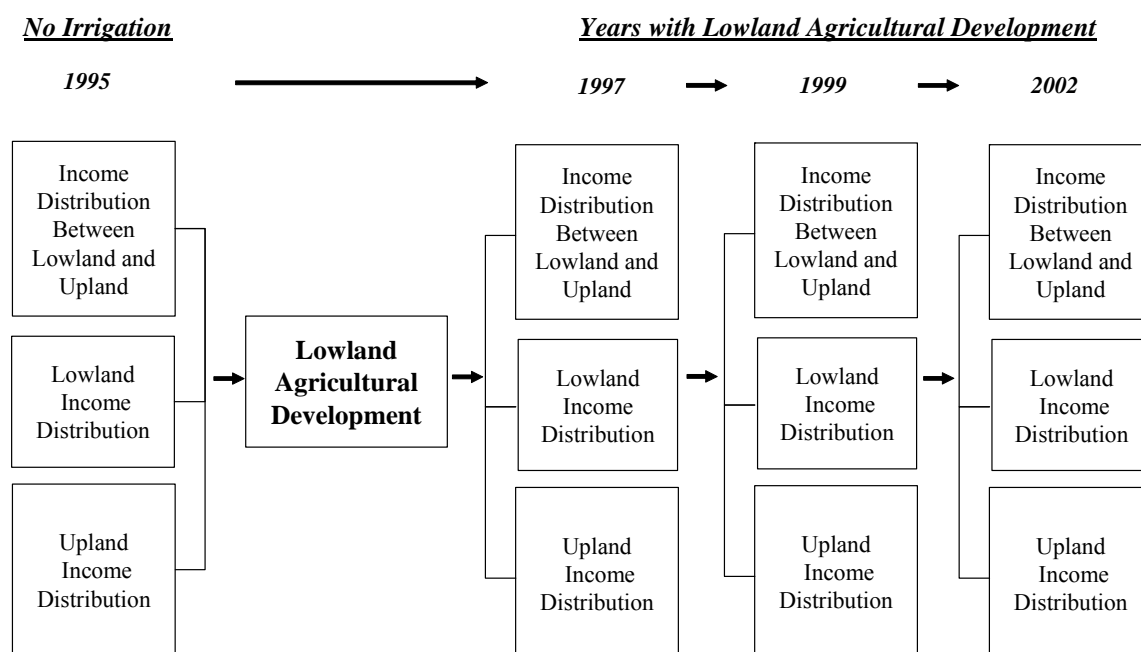 No Irrigation
Years with Lowland Agricultural Development
1995
1997
1999
2002
Income
Distribution
Between
Lowland and
Upland
Lowland
Income
Distribution
Upland
Income
Distribution
Lowland
Agricultural
Development
Income
Distribution
Between
Lowland and
Upland
Lowland
Income
Distribution
Upland
Income
Distribution
Income
Distribution
Between
Lowland and
Upland
Lowland
Income
Distribution
Upland
Income
Distribution
Income
Distribution
Between
Lowland and
Upland
Lowland
Income
Distribution
Upland
Income
Distribution